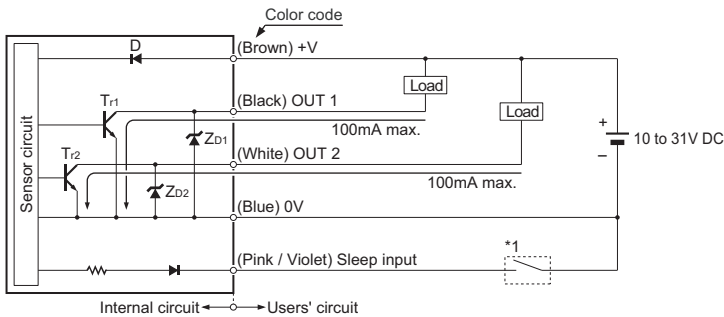 Color code
D
(Brown) +V
Load
Tr1
(Black) OUT 1
Load
100mA max.
ZD1
+
10 to 31V DC
Sensor circuit
Tr2
(White) OUT 2
−
100mA max.
ZD2
(Blue) 0V
*1
(Pink / Violet) Sleep input
Internal circuit
Users' circuit